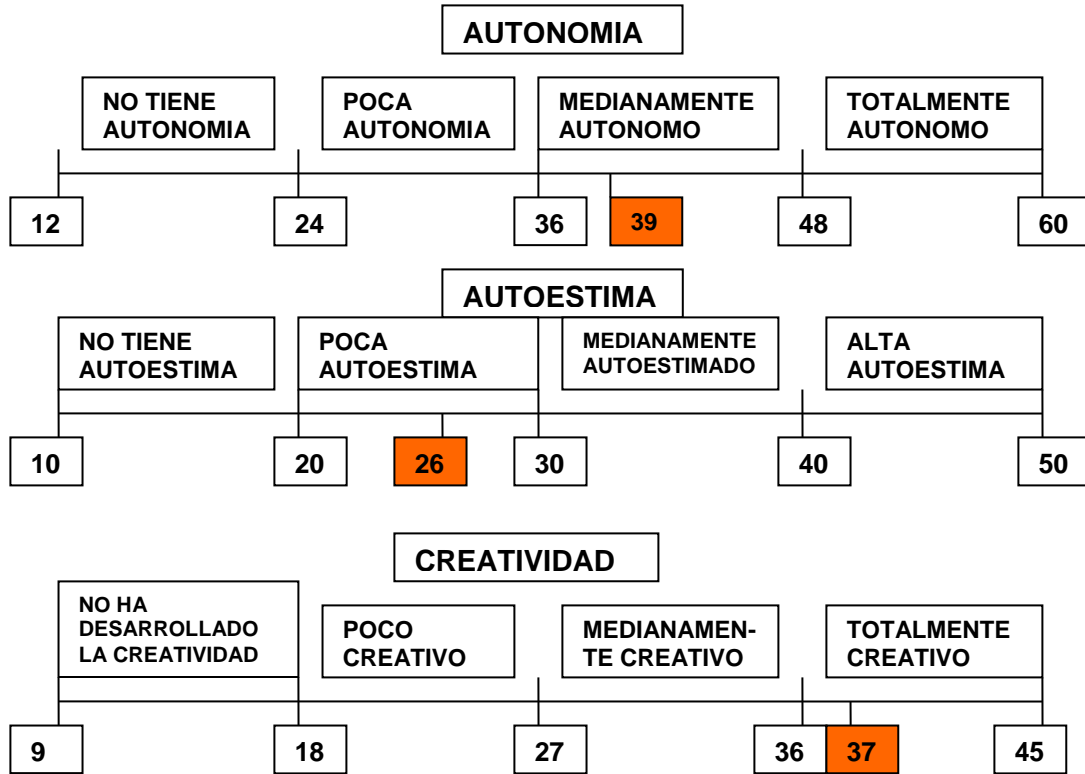 AUTONOMIA
NO TIENE
AUTONOMIA
POCA
AUTONOMIA
MEDIANAMENTE
AUTONOMO
TOTALMENTE
AUTONOMO
12
24
36
39
48
60
AUTOESTIMA
NO TIENE
AUTOESTIMA
POCA
AUTOESTIMA
MEDIANAMENTE
AUTOESTIMADO
ALTA
AUTOESTIMA
10
20
26
30
40
50
CREATIVIDAD
NO HA
DESARROLLADO
LA CREATIVIDAD
POCO
CREATIVO
MEDIANAMEN-
TE CREATIVO
TOTALMENTE
CREATIVO
9
18
27
36
37
45